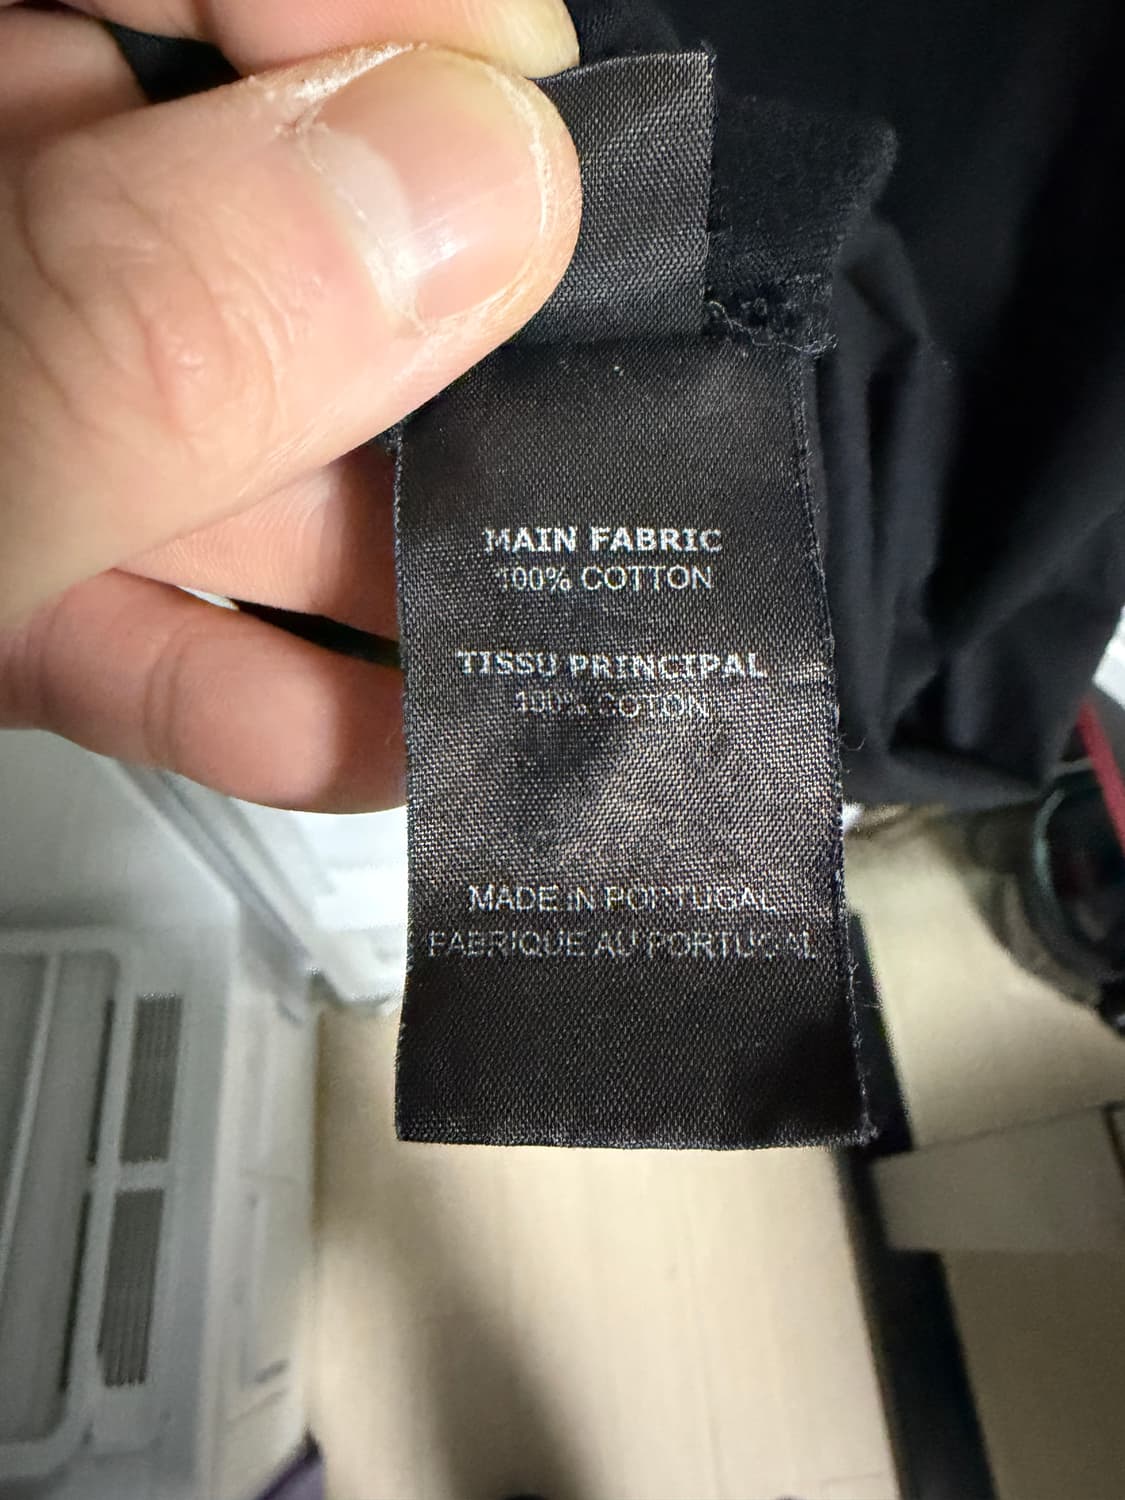 MAIN FABRIC
100% COTTON
TISSU PRINCIPAL
100% COTON
MADE IN PORTUGAL
FABRIQUE AU PORTUGAL